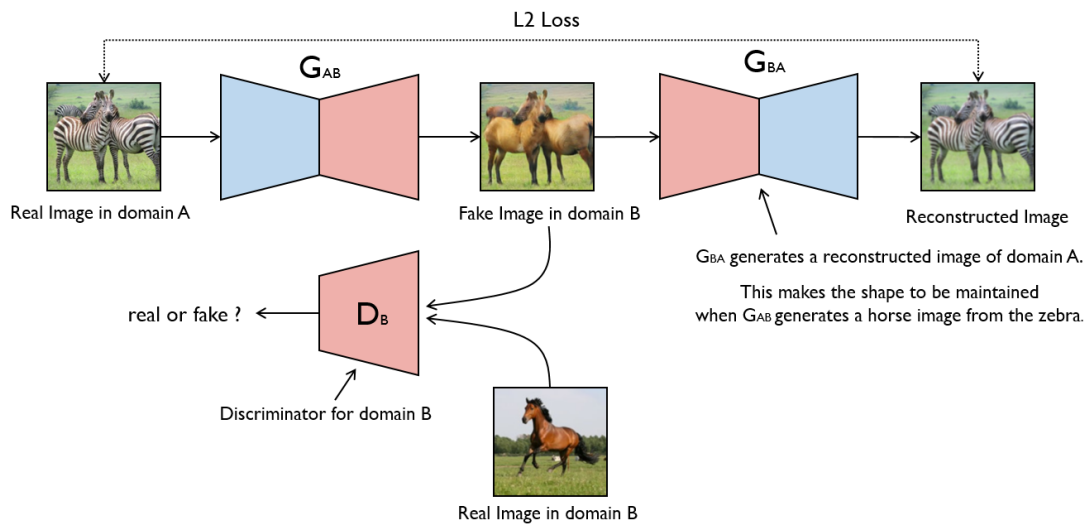 L2 Loss
GAB
GBA
Real Image in domain A
Fake Image in domain B
Reconstructed Image
GBA generates a reconstructed image of domain A.
This makes the shape to be maintained
when GAB generates a horse image from the zebra.
real or fake ?
DB
Discriminator for domain B
Real Image in domain B